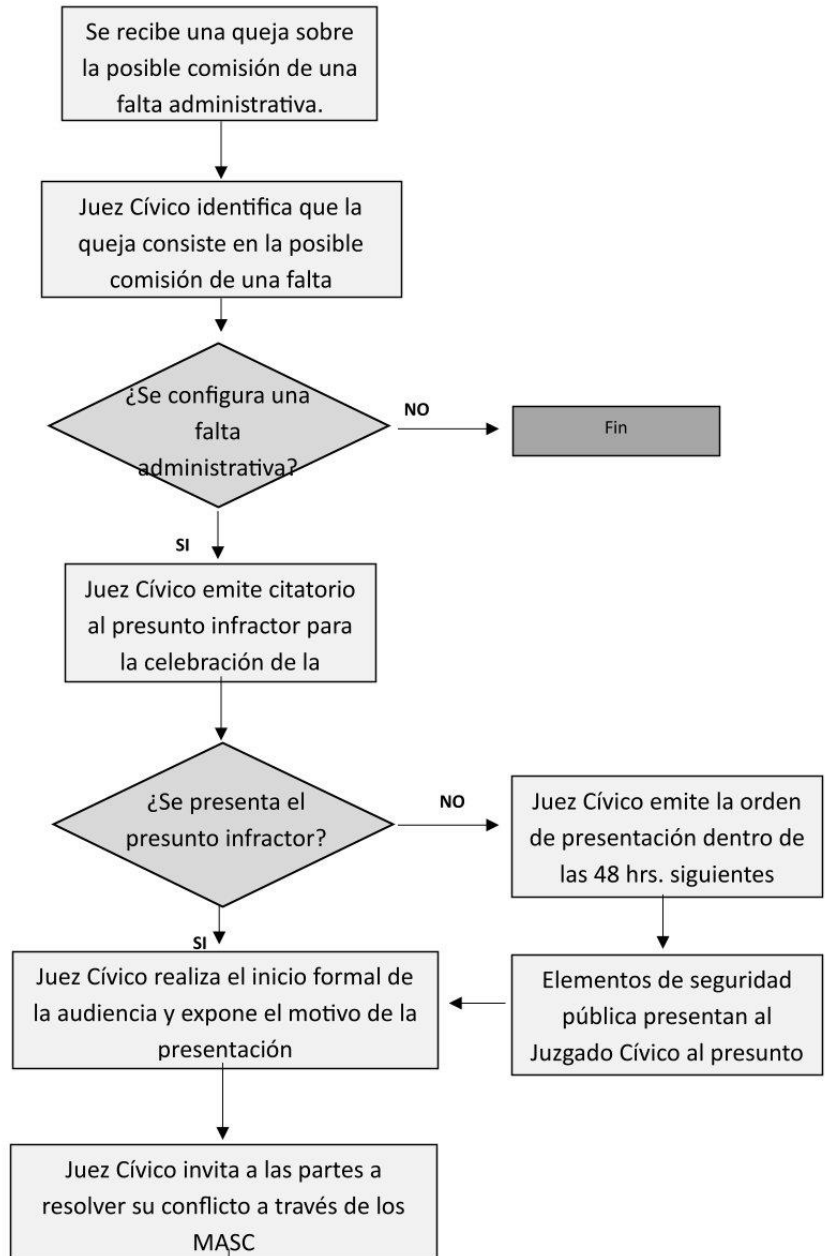 Se recibe una queja sobre
la posible comisión de una
falta administrativa.
Juez Cívico identifica que la
queja consiste en la posible
comisión de una falta
¿Se configura una
falta
administrativa?
NO
Fin
SI
Juez Cívico emite citatorio
al presunto infractor para
la celebración de la
¿Se presenta el
presunto infractor?
NO
Juez Cívico emite la orden
de presentación dentro de
las 48 hrs. siguientes
SI
Elementos de seguridad
pública presentan al
Juzgado Cívico al presunto
Juez Cívico realiza el inicio formal de
la audiencia y expone el motivo de la
presentación
Juez Cívico invita a las partes a
resolver su conflicto a través de los
MASC